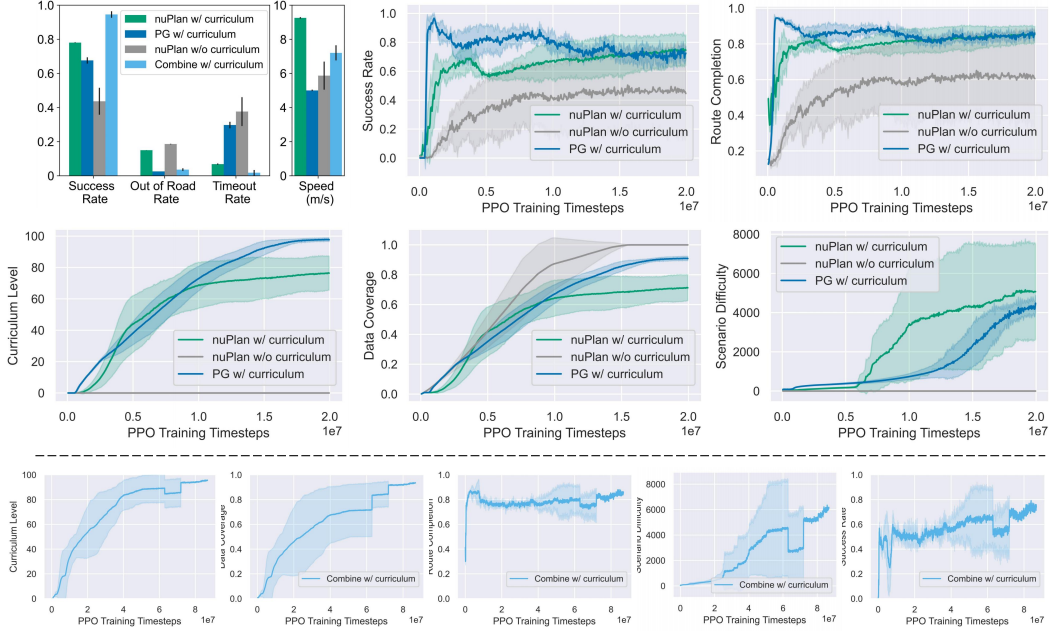 1.0
0.8
0.6
0.4
0.2
0.0
Success
Rate
Out of Road
Rate
Timeout
Rate
nuPlan w/ curriculum
PG w/ curriculum
nuPlan w/o curriculum
Combine w/ curriculum
10
8
6
4
2
0
Speed
(m/s)
Success Rate
1.0
0.8
0.6
0.4
0.2
0.0
nuPlan w/ curriculum
nuPlan w/o curriculum
PG w/ curriculum
0.0 0.5 1.0 1.5 2.0
PPO Training Timesteps
1e7
Route Completion
1.0
0.8
0.6
0.4
0.2
nuPlan w/ curriculum
nuPlan w/o curriculum
PG w/ curriculum
0.0 0.5 1.0 1.5 2.0
PPO Training Timesteps
1e7
Curriculum Level
100
80
60
40
20
0
nuPlan w/ curriculum
nuPlan w/o curriculum
PG w/ curriculum
0.0 0.5 1.0 1.5 2.0
PPO Training Timesteps
1e7
Data Coverage
1.0
0.8
0.6
0.4
0.2
0.0
nuPlan w/ curriculum
nuPlan w/o curriculum
PG w/ curriculum
0.0 0.5 1.0 1.5 2.0
PPO Training Timesteps
1e7
Scenario Difficulty
8000
6000
4000
2000
0
nuPlan w/ curriculum
nuPlan w/o curriculum
PG w/ curriculum
0.0 0.5 1.0 1.5 2.0
PPO Training Timesteps
1e7
Curriculum Level
100
80
60
40
20
0
Combine w/ curriculum
0 2 4 6 8
PPO Training Timesteps
1e7
Data Coverage
1.0
0.8
0.6
0.4
0.2
0.0
Combine w/ curriculum
0 2 4 6 8
PPO Training Timesteps
1e7
Route Completion
1.0
0.8
0.6
0.4
0.2
0.0
Combine w/ curriculum
0 2 4 6 8
PPO Training Timesteps
1e7
Scenario Difficulty
8000
6000
4000
2000
0
Combine w/ curriculum
0 2 4 6 8
PPO Training Timesteps
1e7
Success Rate
1.0
0.8
0.6
0.4
0.2
0.0
Combine w/ curriculum
0 2 4 6 8
PPO Training Timesteps
1e7